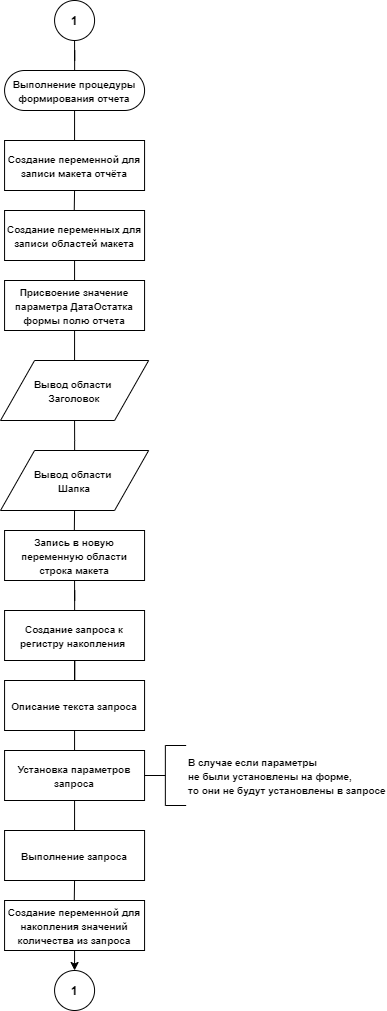 1
Выполнение процедуры
формирования отчета
Создание переменной для
записи макета отчёта
Создание переменных для
записи областей макета
Присвоение значение
параметра ДатаОстатка
формы полю отчета
Вывод области
Заголовок
Вывод области
Шапка
Запись в новую
переменную области
строка макета
Создание запроса к
регистру накопления
Описание текста запроса
Установка параметров
запроса
В случае если параметры
не были установлены на форме,
то они не будут установлены в запросе
Выполнение запроса
Создание переменной для
накопления значений
количества из запроса
1